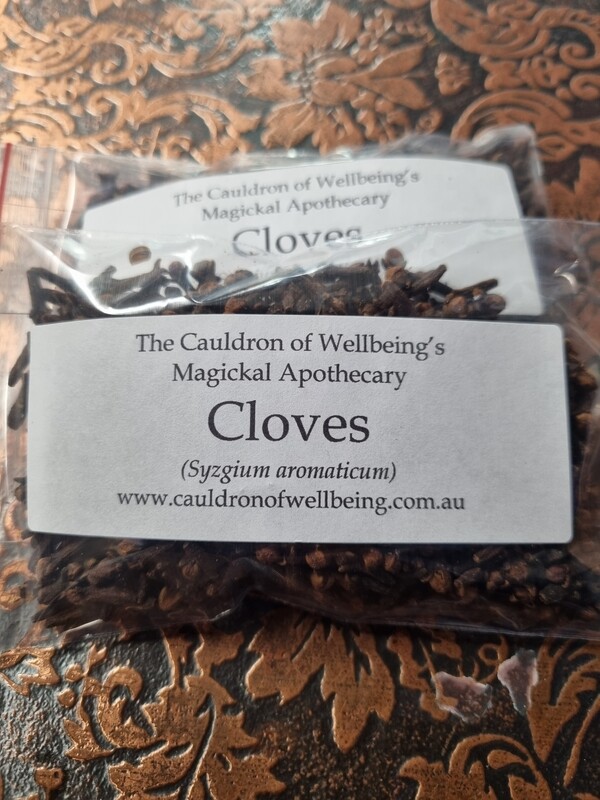 The Cauldron of Wellbeing's
Magickal Apothecary
Cloves
The Cauldron of Wellbeing's
Magickal Apothecary
Cloves
(Syzgium aromaticum)
www.cauldronofwellbeing.com.au